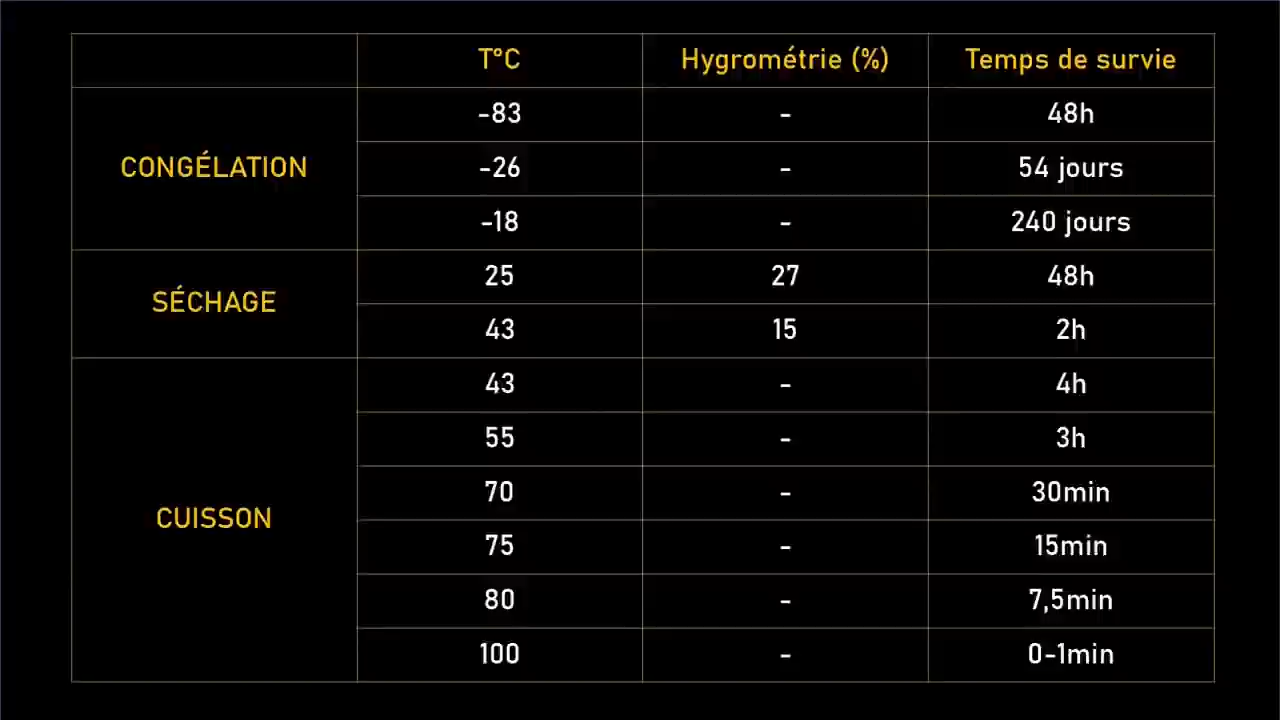 T°C Hygrométrie (%) Temps de survie
CONGÉLATION
-83 - 48h
-26 - 54 jours
-18 - 240 jours
SÉCHAGE
25 27 48h
43 15 2h
CUISSON
43 - 4h
55 - 3h
70 - 30min
75 - 15min
80 - 7,5min
100 - 0-1min